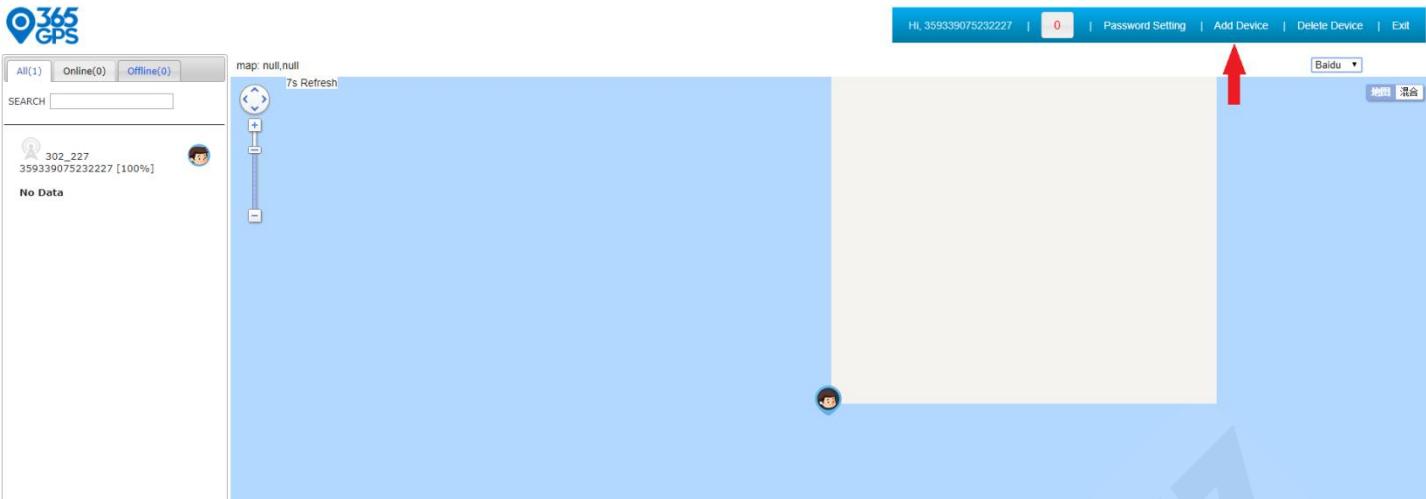 365
GPS
Hi, 359339075232227 | 0 | Password Setting | Add Device | Delete Device | Exit
All(1) Online(0) Offline(0)
map: null,null
Baidu
7s Refresh
地图 混合
SEARCH
302_227
359339075232227 [100%]
No Data